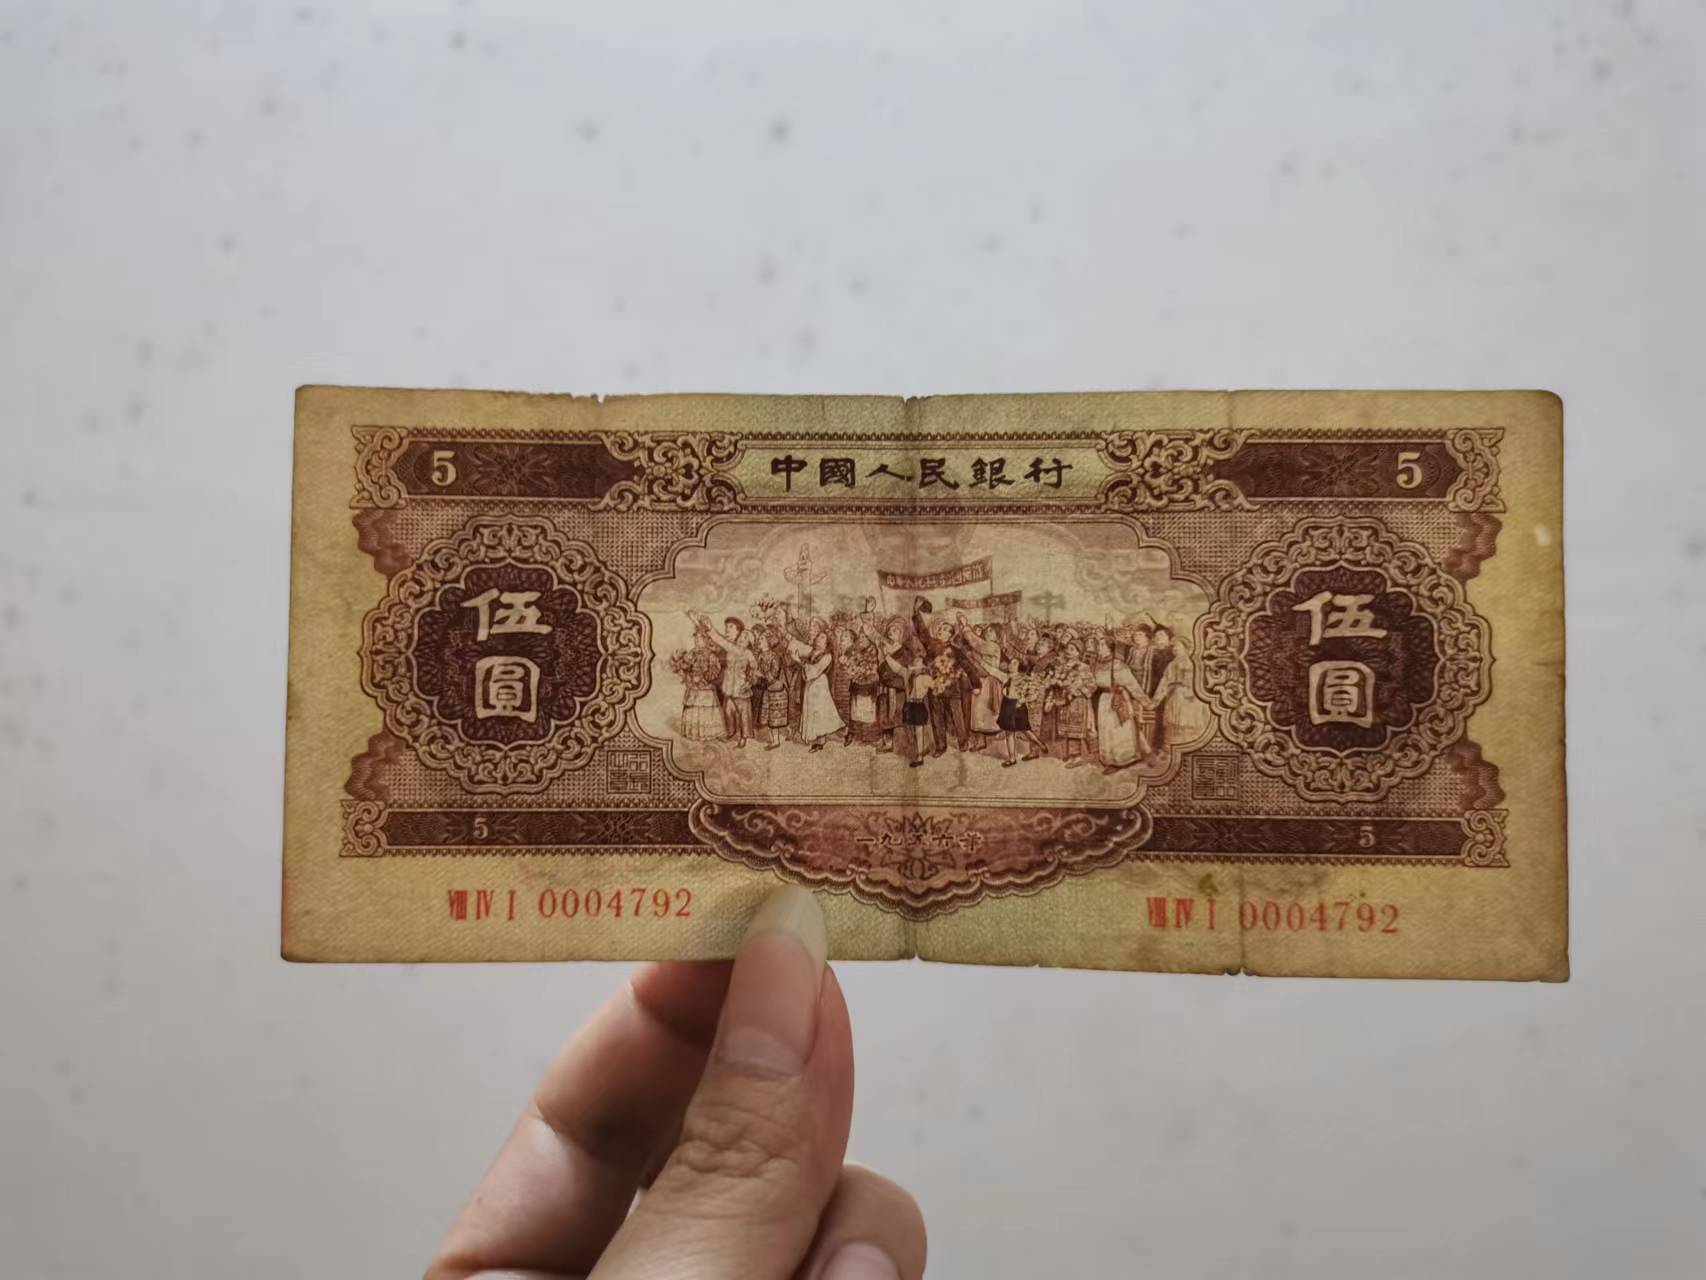 5 中國人民銀行 5
伍圓 伍圓
5 一九五六年 5
Ⅷ Ⅳ Ⅰ 0004792 Ⅷ Ⅳ Ⅰ 0004792